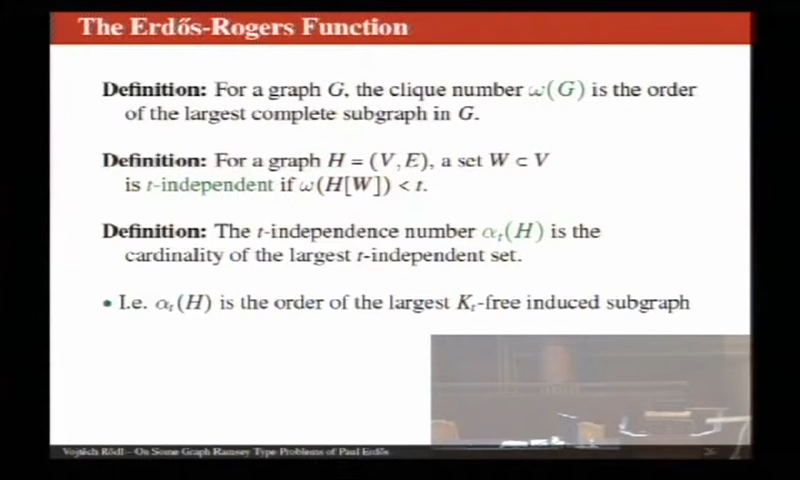 The Erdős-Rogers Function
Definition: For a graph G, the clique number ω(G) is the order
of the largest complete subgraph in G.
Definition: For a graph H = (V, E), a set W ⊂ V
is t-independent if ω(H[W]) < t.
Definition: The t-independence number αₜ(H) is the
cardinality of the largest t-independent set.
• I.e. αₜ(H) is the order of the largest Kₜ-free induced subgraph
Vojtěch Rödl – On Some Graph Ramsey Type Problems of Paul Erdős
26